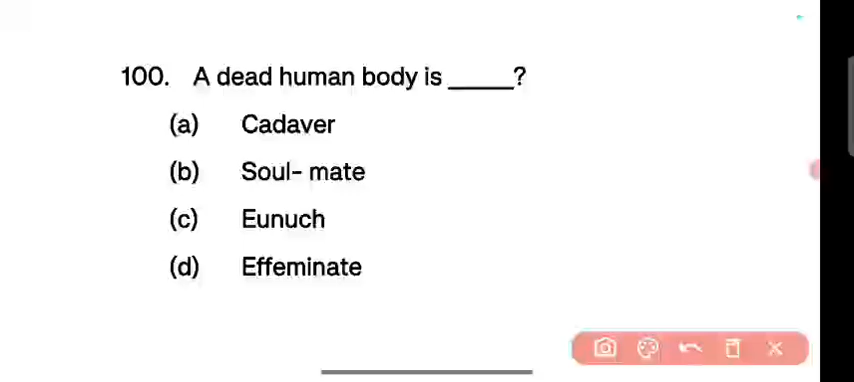 100. A dead human body is _____?
(a) Cadaver
(b) Soul- mate
(c) Eunuch
(d) Effeminate